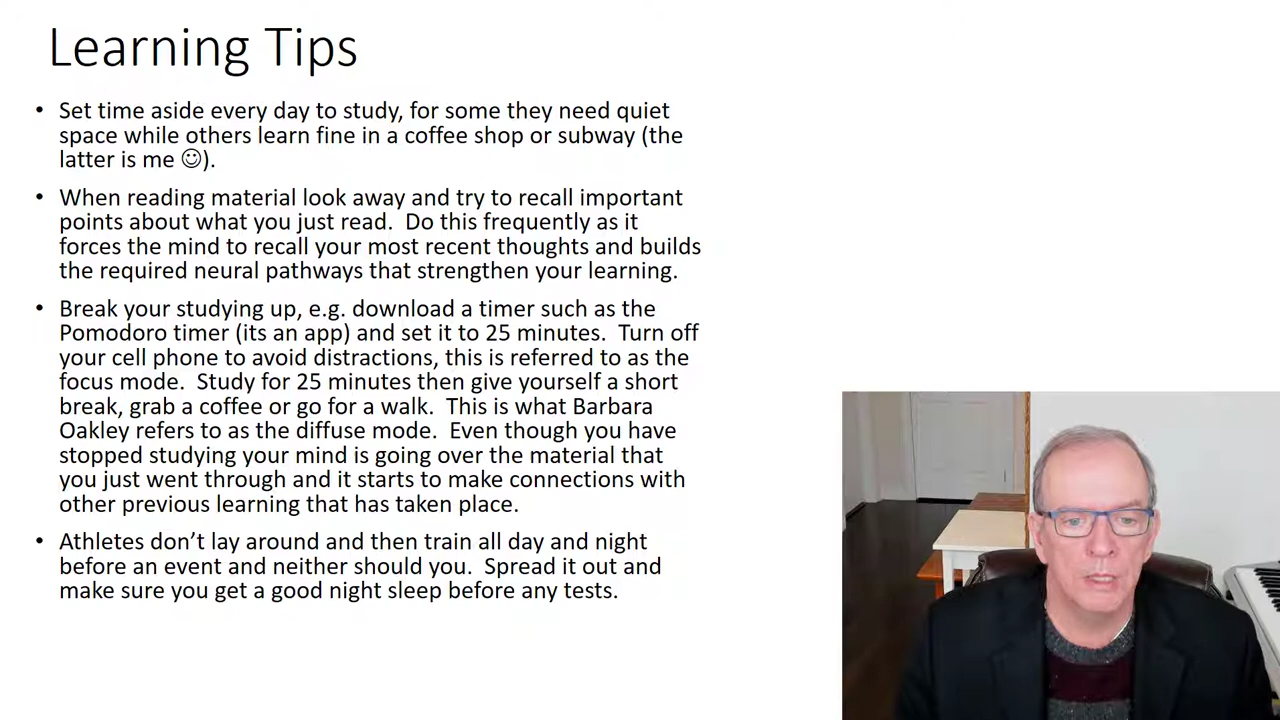 Learning Tips
• Set time aside every day to study, for some they need quiet
space while others learn fine in a coffee shop or subway (the
latter is me ☺).
• When reading material look away and try to recall important
points about what you just read.  Do this frequently as it
forces the mind to recall your most recent thoughts and builds
the required neural pathways that strengthen your learning.
• Break your studying up, e.g. download a timer such as the
Pomodoro timer (its an app) and set it to 25 minutes.  Turn off
your cell phone to avoid distractions, this is referred to as the
focus mode.  Study for 25 minutes then give yourself a short
break, grab a coffee or go for a walk.  This is what Barbara
Oakley refers to as the diffuse mode.  Even though you have
stopped studying your mind is going over the material that
you just went through and it starts to make connections with
other previous learning that has taken place.
• Athletes don’t lay around and then train all day and night
before an event and neither should you.  Spread it out and
make sure you get a good night sleep before any tests.